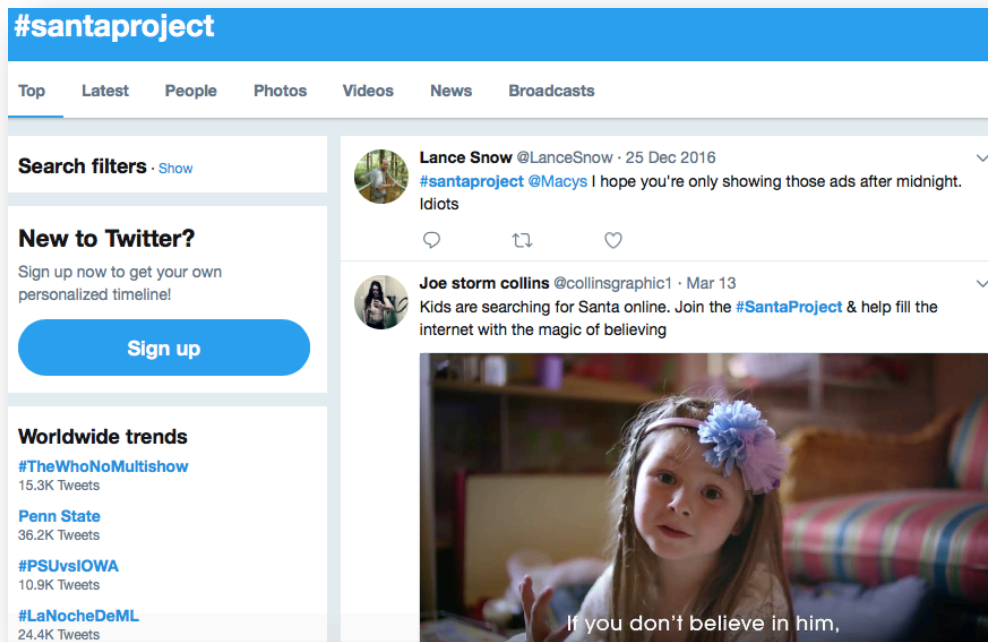 #santaproject
Top Latest People Photos Videos News Broadcasts
Search filters · Show
New to Twitter?
Sign up now to get your own
personalized timeline!
Sign up
Worldwide trends
#TheWhoNoMultishow
15.3K Tweets
Penn State
36.2K Tweets
#PSUvsIOWA
10.9K Tweets
#LaNocheDeML
24.4K Tweets
Lance Snow @LanceSnow · 25 Dec 2016
#santaproject @Macys I hope you're only showing those ads after midnight.
Idiots
Joe storm collins @collinsgraphic1 · Mar 13
Kids are searching for Santa online. Join the #SantaProject & help fill the
internet with the magic of believing
If you don't believe in him,